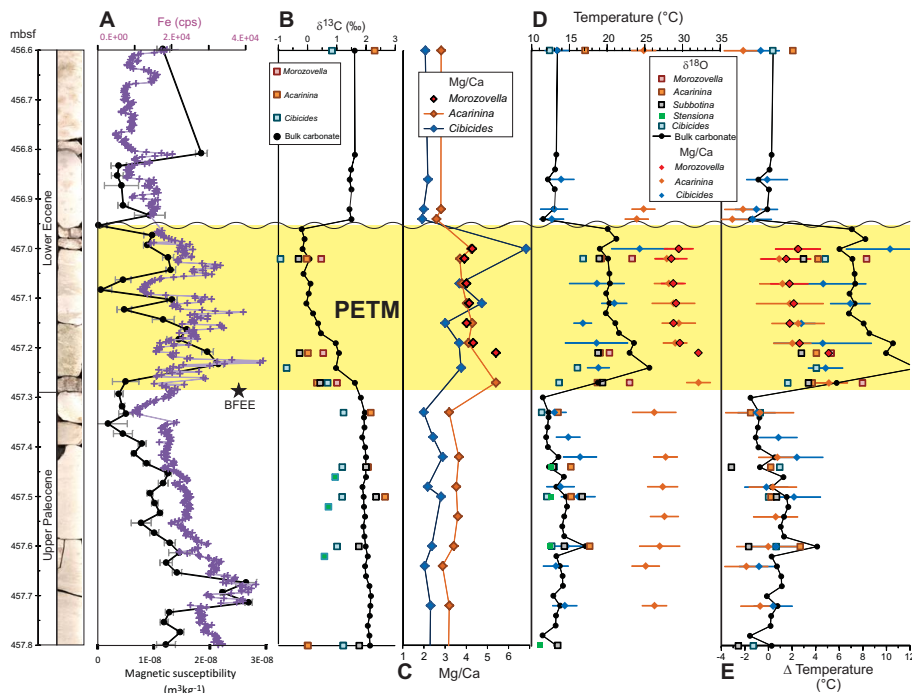 A
B
D
mbsf
Fe (cps)
0.E+00
2.E+04
4.E+04
δ13C (‰)
-1
0
1
2
3
Temperature (°C)
10
15
20
25
30
35
456.6
456.7
456.8
456.9
457.0
457.1
457.2
457.3
457.4
457.5
457.6
457.7
457.8
Lower Eocene
Upper Paleocene
Morozovella
Acarinina
Cibicides
Bulk carbonate
Mg/Ca
Morozovella
Acarinina
Cibicides
δ18O
Morozovella
Acarinina
Subbotina
Stensiona
Cibicides
Bulk carbonate
Mg/Ca
Morozovella
Acarinina
Cibicides
PETM
BFEE
0
1E-08
2E-08
3E-08
Magnetic susceptibility
(m3kg-1)
C
1
2
3
4
5
6
7
Mg/Ca
-4
0
4
8
12
E
Δ Temperature
(°C)